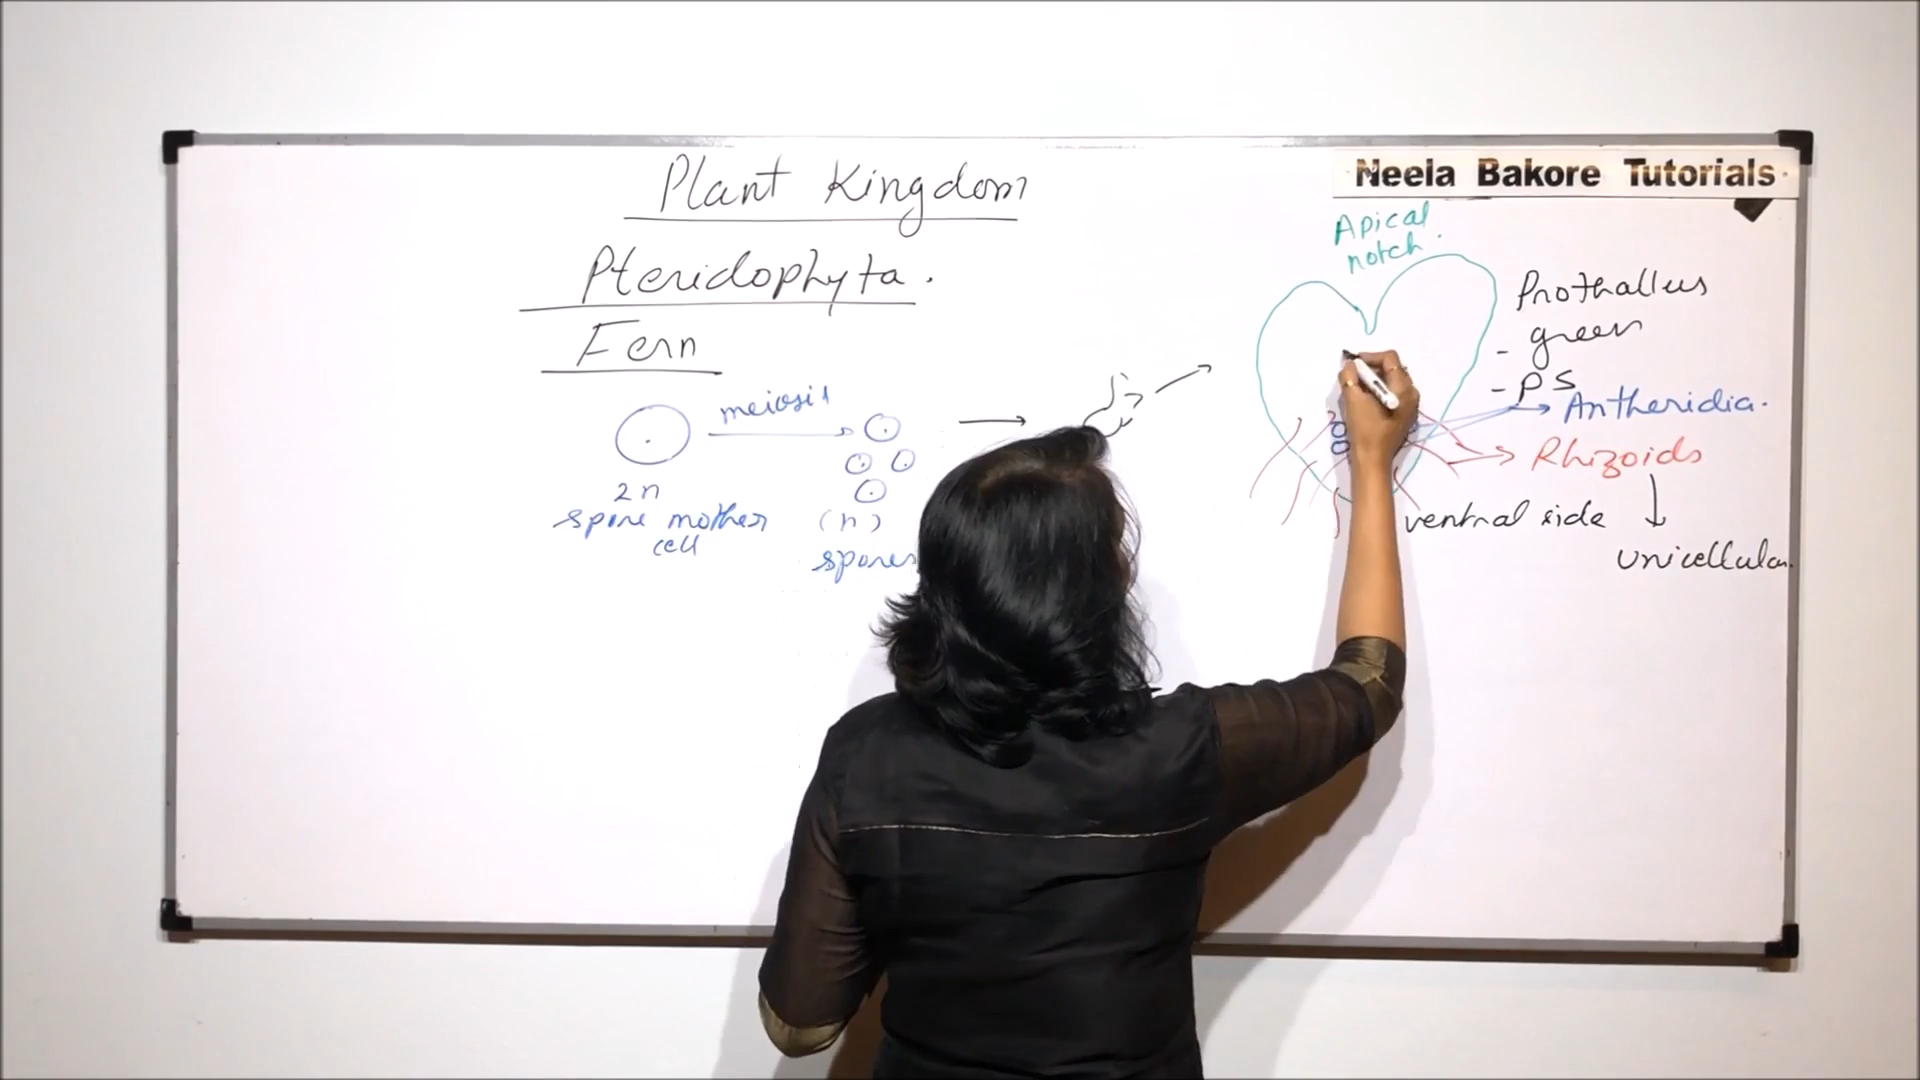 Plant Kingdom
Neela Bakore Tutorials
Pteridophyta.
Fern
meiosis
2n
spore mother
cell
(n)
spores
Apical
notch.
Prothallus
- green
- PS
Antheridia.
Rhizoids
ventral side
unicellular.